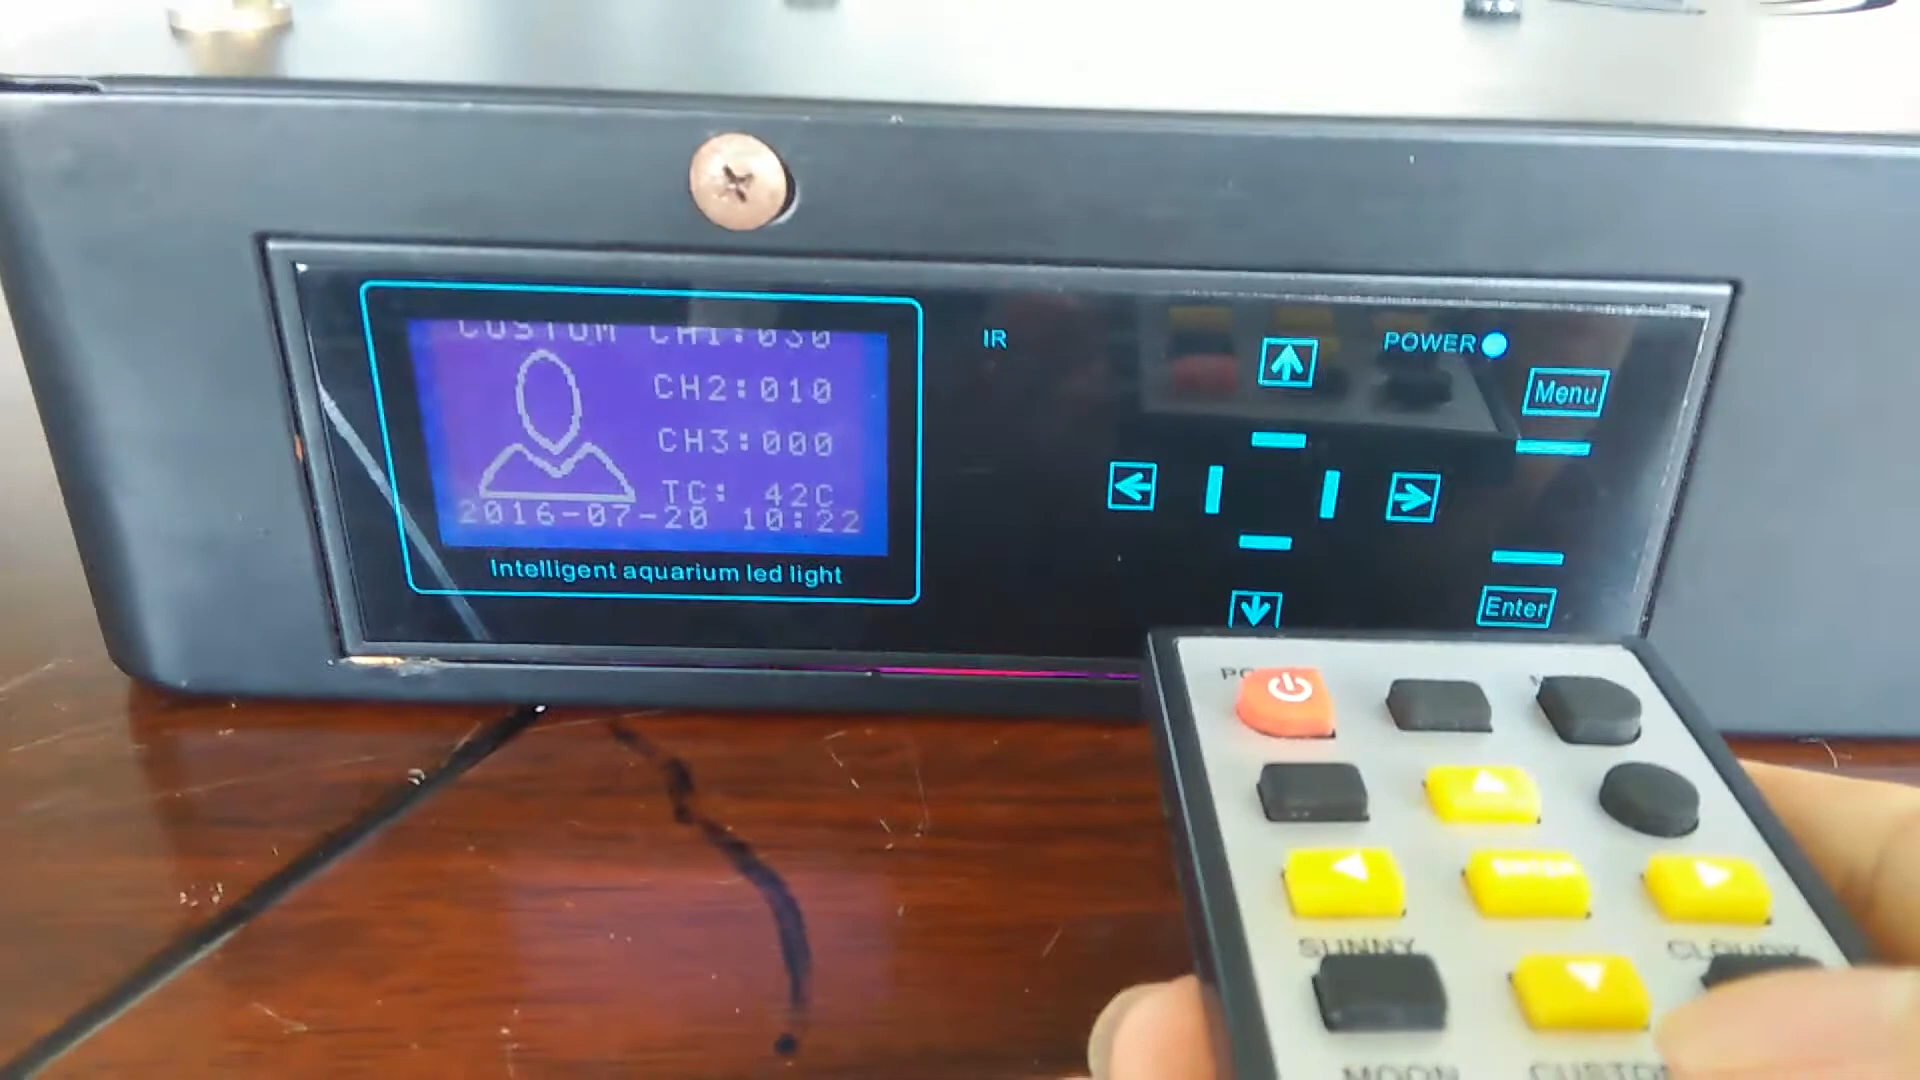 CUSTOM CH1:030
CH2:010
CH3:000
TC: 42C
2016-07-20 10:22
Intelligent aquarium led light
IR
POWER
Menu
Enter
ENTER
SUNNY
CLOUDY
MOON
CUSTOM